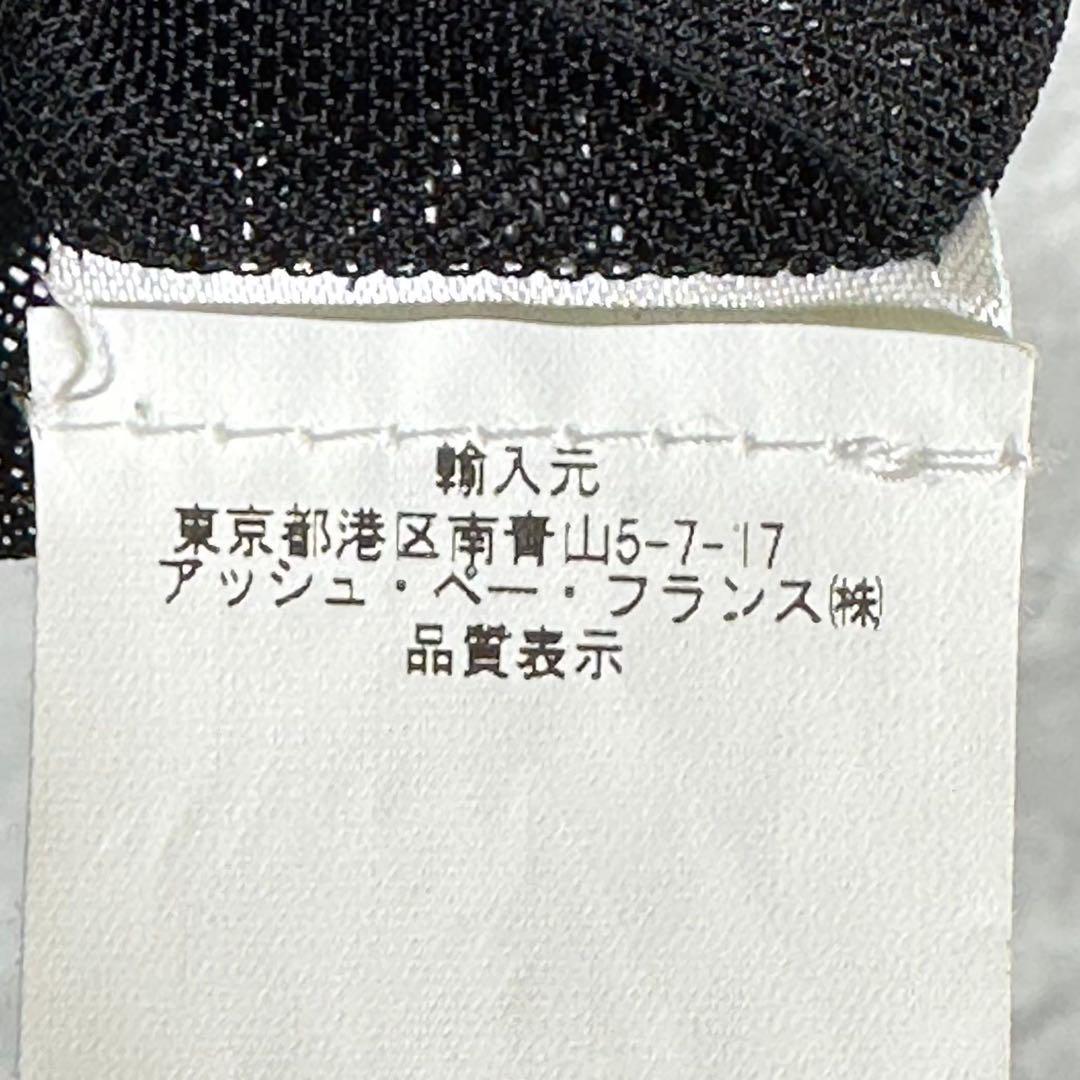 輸入元
東京都港区南青山5-7-17
アッシュ・ペー・フランス㈱
品質表示